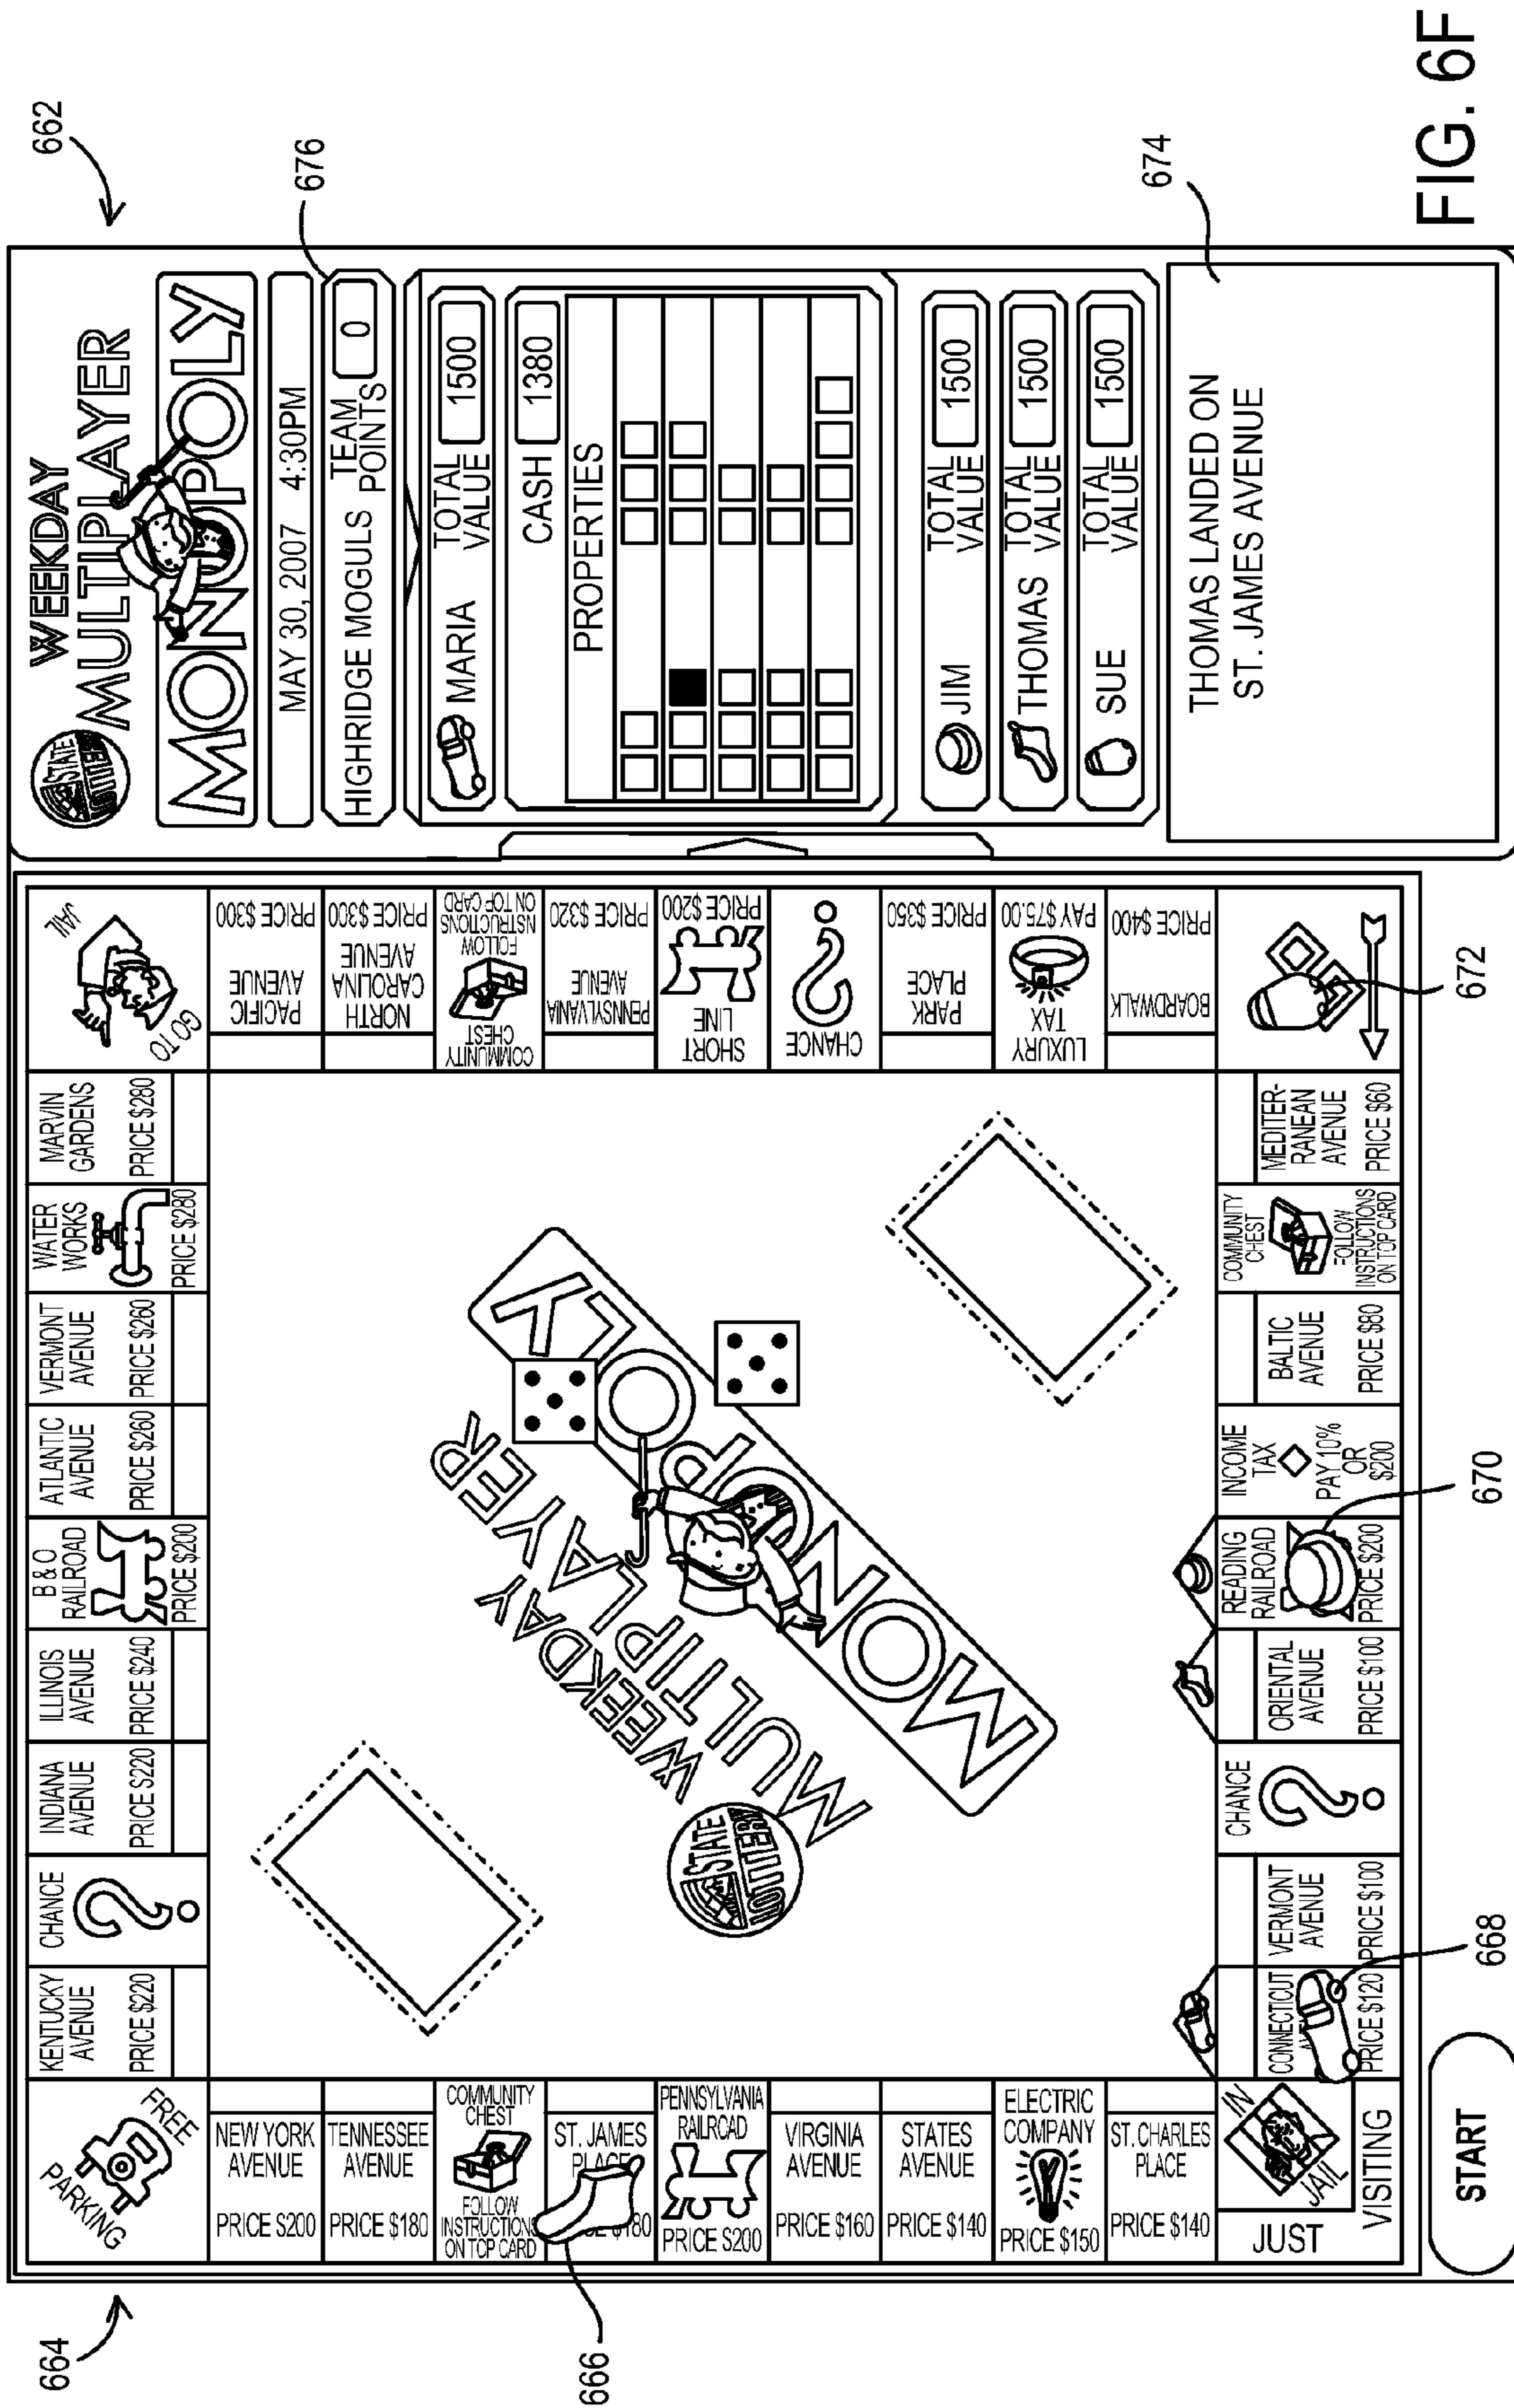 662
664
WEEKDAY
MULTIPLAYER
MONOPOLY
STATE
LOTTERY
MAY 30, 2007 4:30PM
HIGHRIDGE MOGULS
TEAM
POINTS
0
676
MARIA
TOTAL
VALUE
1500
CASH
1380
PROPERTIES
JIM
TOTAL
VALUE
1500
THOMAS
TOTAL
VALUE
1500
SUE
TOTAL
VALUE
1500
THOMAS LANDED ON
ST. JAMES AVENUE
674
FREE
PARKING
KENTUCKY
AVENUE
PRICE $220
CHANCE
?
INDIANA
AVENUE
PRICE $220
ILLINOIS
AVENUE
PRICE $240
B & O
RAILROAD
PRICE $200
ATLANTIC
AVENUE
PRICE $260
VERMONT
AVENUE
PRICE $260
WATER
WORKS
PRICE $280
MARVIN
GARDENS
PRICE $280
GO TO
JAIL
PACIFIC
AVENUE
PRICE $300
NORTH
CAROLINA
AVENUE
PRICE $300
COMMUNITY
CHEST
FOLLOW
INSTRUCTIONS
ON TOP CARD
PENNSYLVANIA
AVENUE
PRICE $320
SHORT
LINE
PRICE $200
CHANCE
?
PARK
PLACE
PRICE $350
LUXURY
TAX
PAY $75.00
BOARDWALK
PRICE $400
672
NEW YORK
AVENUE
PRICE $200
TENNESSEE
AVENUE
PRICE $180
COMMUNITY
CHEST
FOLLOW
INSTRUCTIONS
ON TOP CARD
ST. JAMES
PLACE
666
PENNSYLVANIA
RAILROAD
PRICE $200
VIRGINIA
AVENUE
PRICE $160
STATES
AVENUE
PRICE $140
ELECTRIC
COMPANY
PRICE $150
ST. CHARLES
PLACE
PRICE $140
IN
JAIL
JUST
VISITING
STATE
LOTTERY
WEEKDAY
MULTIPLAYER
MONOPOLY
CONNECTICUT
PRICE $120
668
VERMONT
AVENUE
PRICE $100
CHANCE
?
ORIENTAL
AVENUE
PRICE $100
READING
RAILROAD
PRICE $200
670
INCOME
TAX
PAY 10%
OR
$200
BALTIC
AVENUE
PRICE $80
COMMUNITY
CHEST
FOLLOW
INSTRUCTIONS
ON TOP CARD
MEDITER-
RANEAN
AVENUE
PRICE $60
START
FIG. 6F